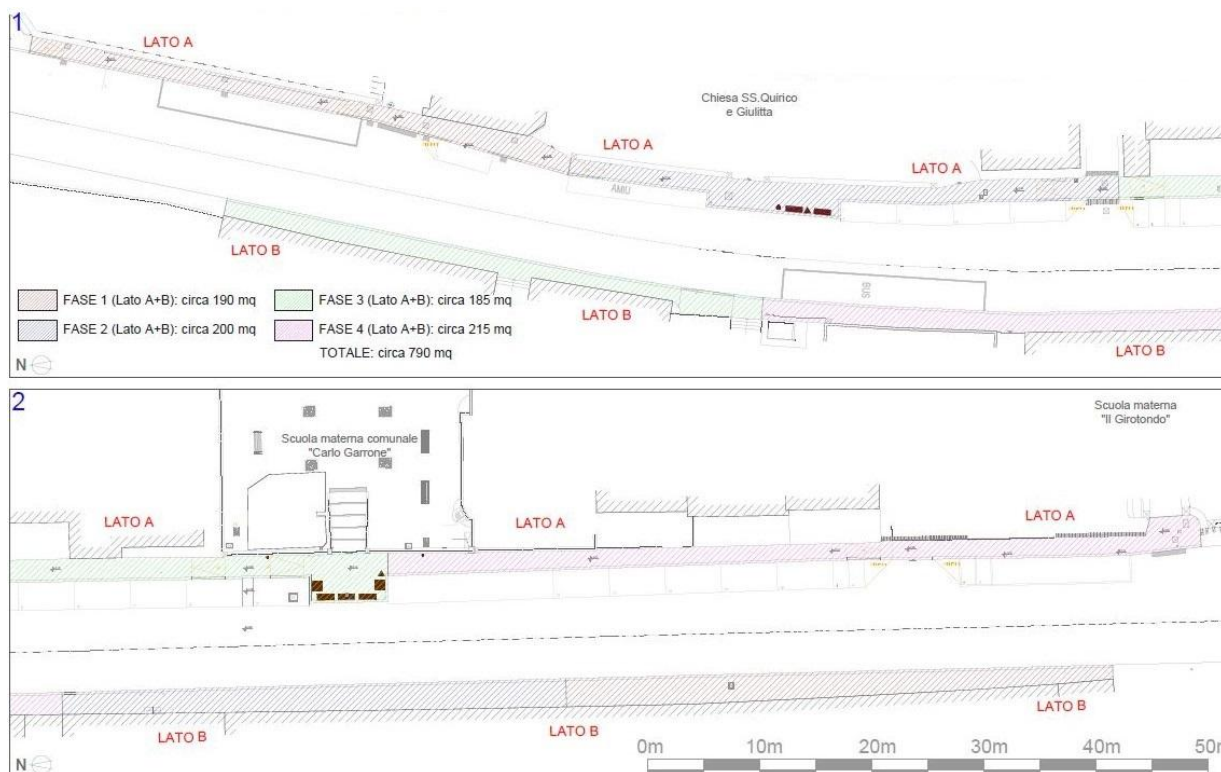 1
LATO A
Chiesa SS.Quirico
e Giulitta
LATO A
LATO A
AMIU
LATO B
BUS
FASE 1 (Lato A+B): circa 190 mq
FASE 3 (Lato A+B): circa 185 mq
LATO B
FASE 2 (Lato A+B): circa 200 mq
FASE 4 (Lato A+B): circa 215 mq
TOTALE: circa 790 mq
LATO B
N
2
Scuola materna
"Il Girotondo"
Scuola materna comunale
"Carlo Garrone"
LATO A
LATO A
LATO A
LATO B
LATO B
LATO B
N
0m 10m 20m 30m 40m 50m